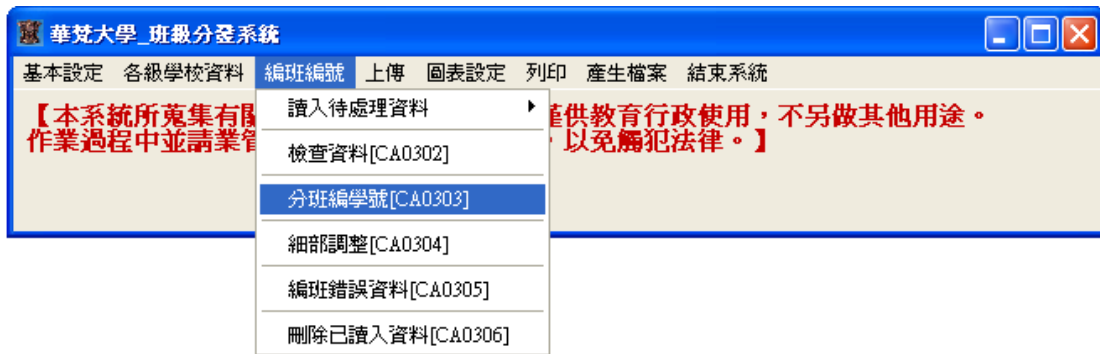 華梵大學_班級分發系統
基本設定 各級學校資料 編班編號 上傳 圖表設定 列印 產生檔案 結束系統
【本系統所蒐集有關 僅供教育行政使用，不另做其他用途。
作業過程中並請業管 ，以免觸犯法律。】
讀入待處理資料
檢查資料[CA0302]
分班編學號[CA0303]
細部調整[CA0304]
編班錯誤資料[CA0305]
刪除已讀入資料[CA0306]